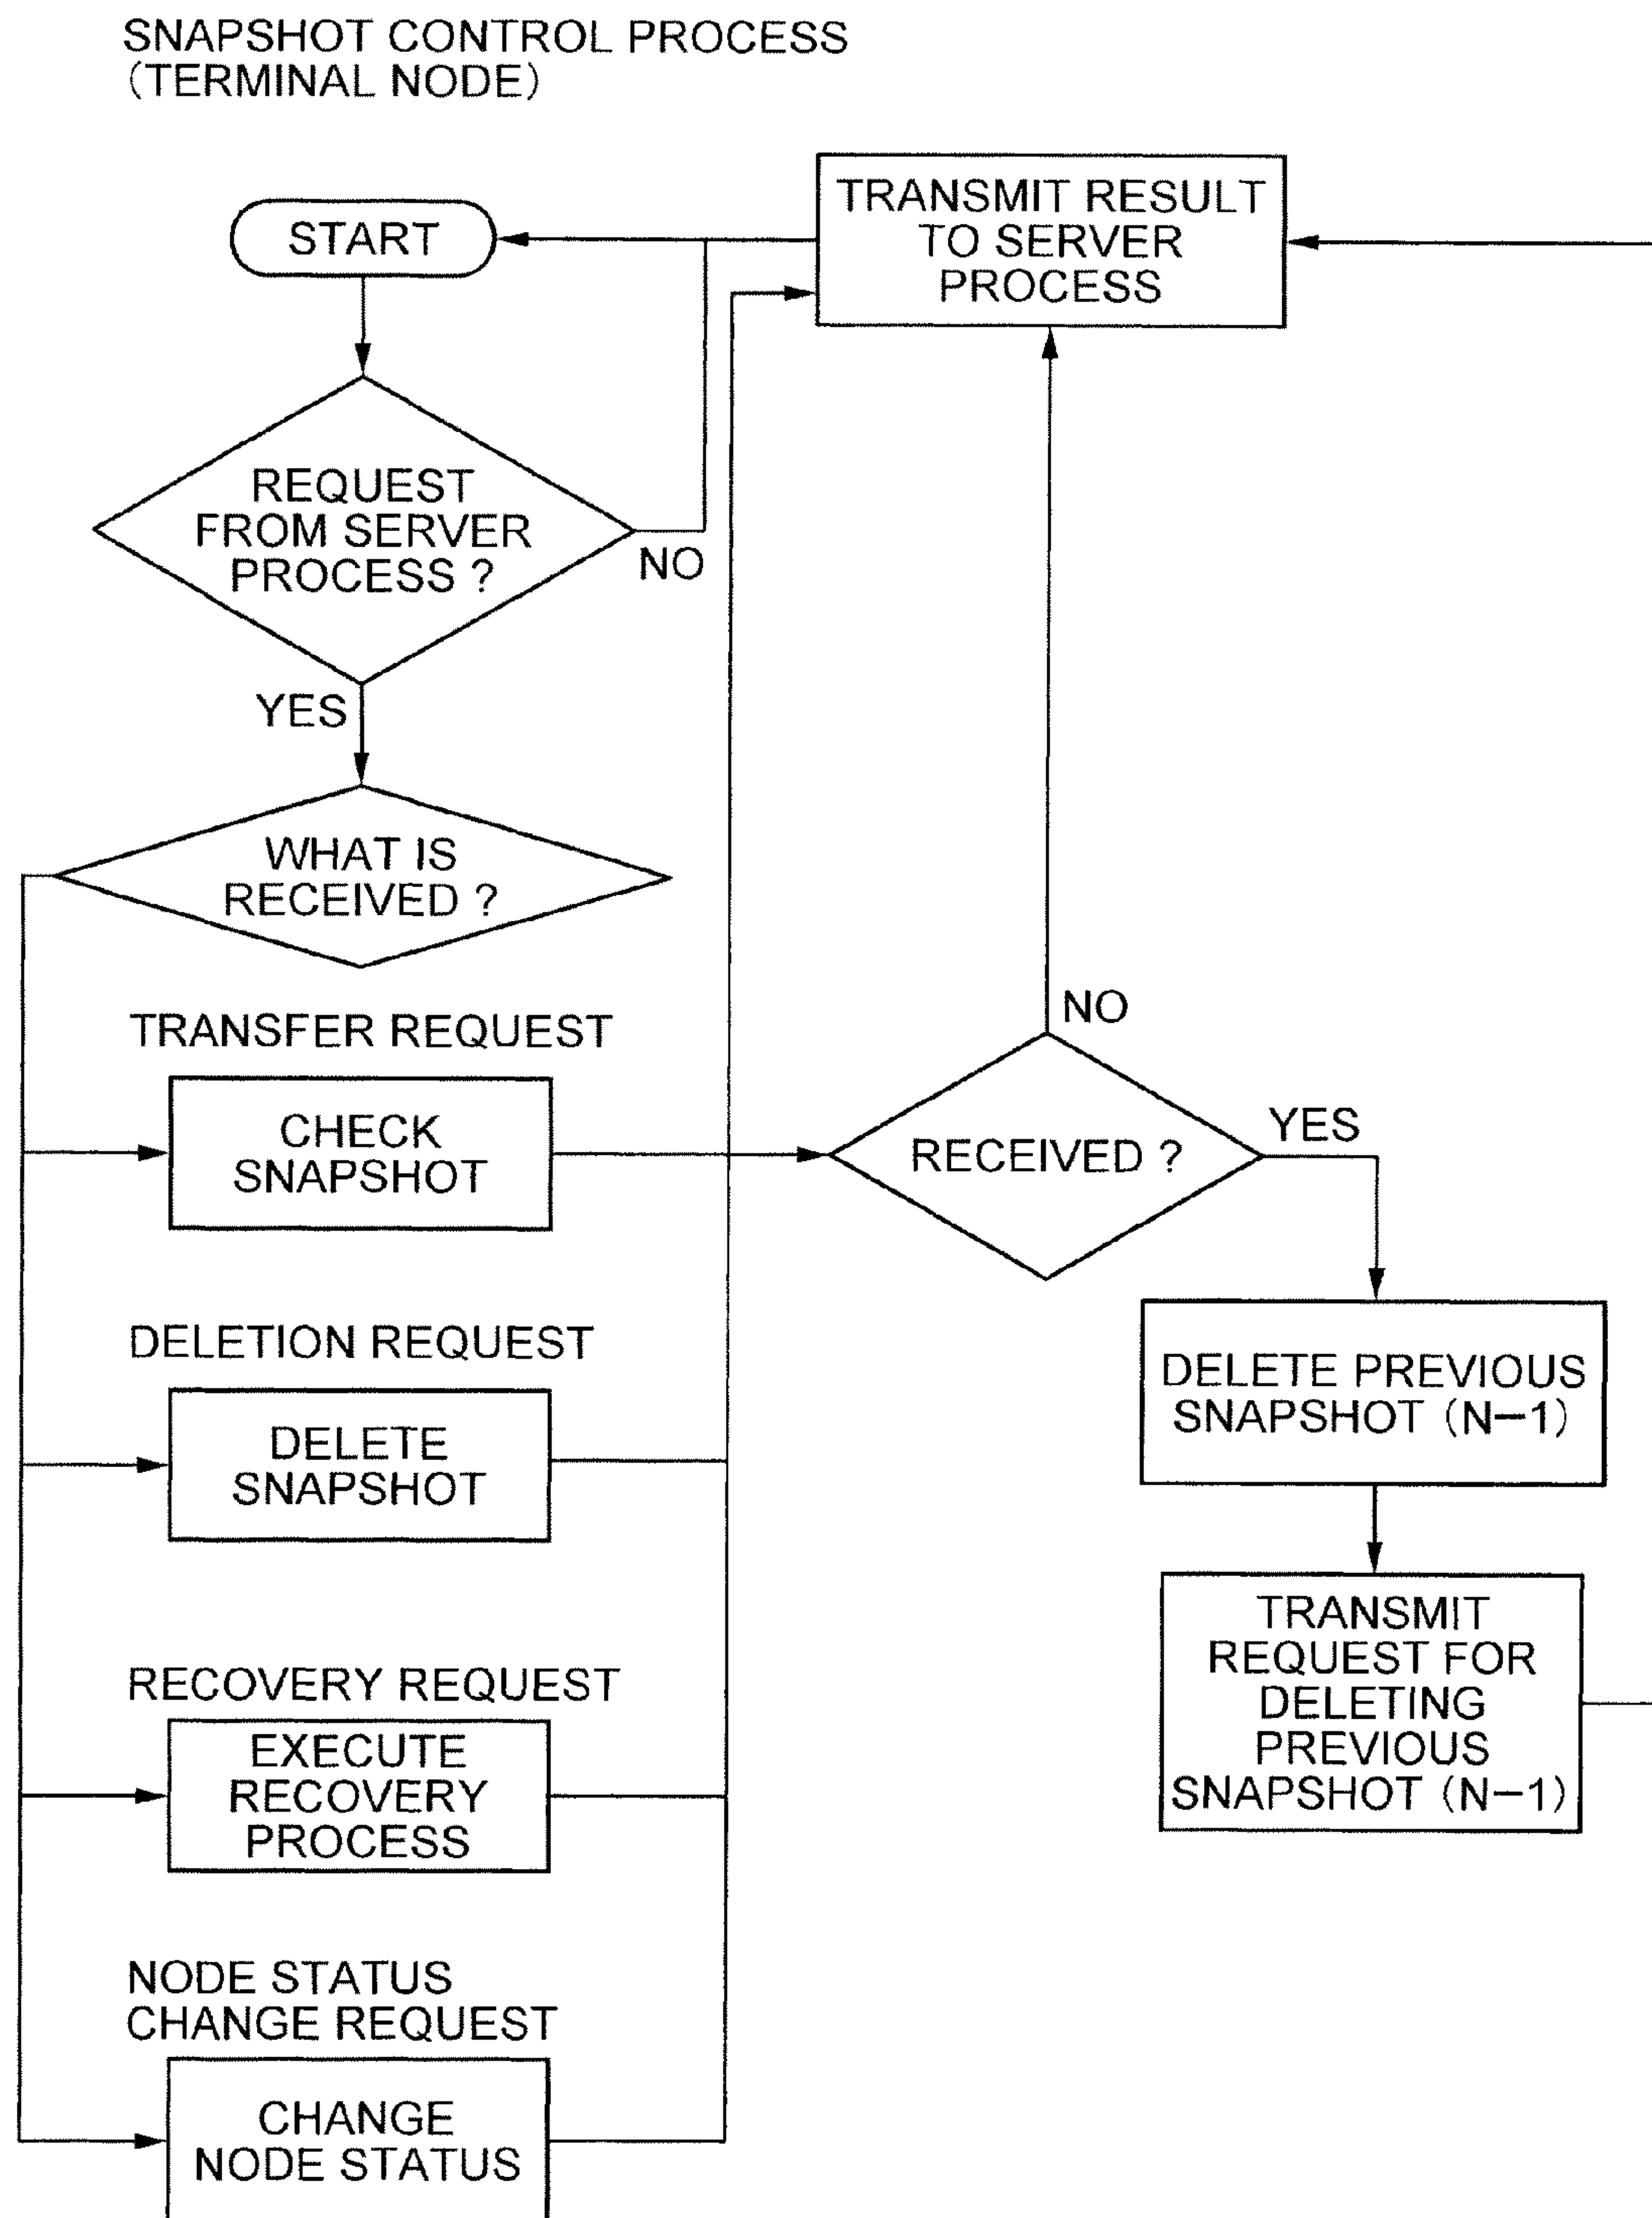 SNAPSHOT CONTROL PROCESS
(TERMINAL NODE)
START
TRANSMIT RESULT
TO SERVER
PROCESS
REQUEST
FROM SERVER
PROCESS ?
NO
YES
WHAT IS
RECEIVED ?
TRANSFER REQUEST
CHECK
SNAPSHOT
RECEIVED ?
NO
YES
DELETE PREVIOUS
SNAPSHOT (N−1)
TRANSMIT
REQUEST FOR
DELETING
PREVIOUS
SNAPSHOT (N−1)
DELETION REQUEST
DELETE
SNAPSHOT
RECOVERY REQUEST
EXECUTE
RECOVERY
PROCESS
NODE STATUS
CHANGE REQUEST
CHANGE
NODE STATUS